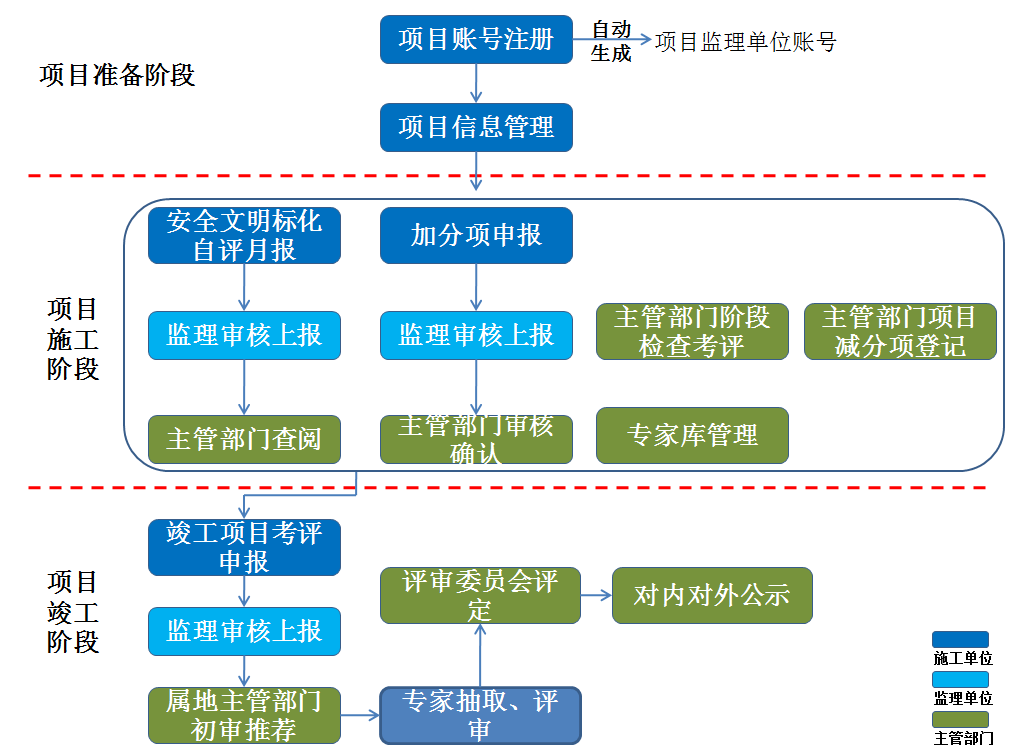 项目账号注册
自动
生成
项目监理单位账号
项目准备阶段
项目信息管理
安全文明标化
自评月报
加分项申报
项目
施工
阶段
监理审核上报
监理审核上报
主管部门阶段
检查考评
主管部门项目
减分项登记
主管部门查阅
主管部门审核
确认
专家库管理
竣工项目考评
申报
项目
竣工
阶段
评审委员会评
定
对内对外公示
监理审核上报
属地主管部门
初审推荐
专家抽取、评
审
施工单位
监理单位
主管部门